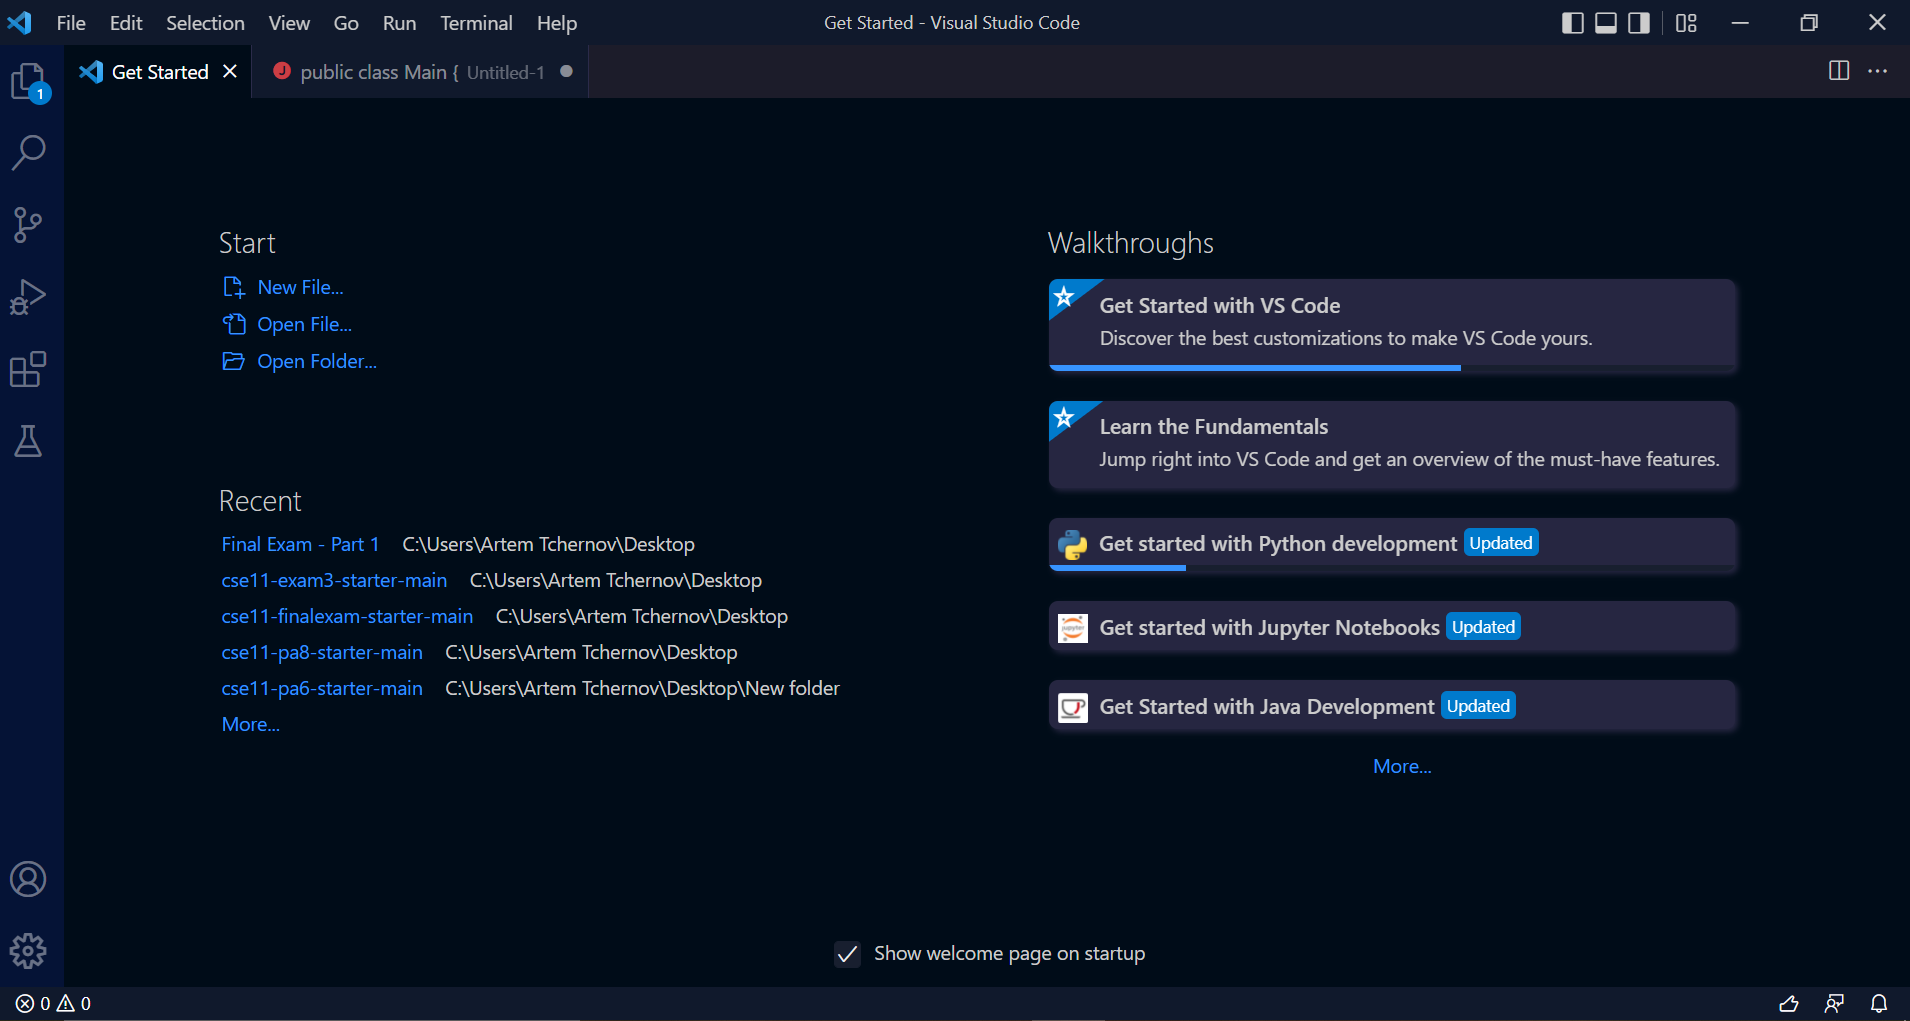 File Edit Selection View Go Run Terminal Help Get Started - Visual Studio Code
Get Started public class Main { Untitled-1
1
Start
New File...
Open File...
Open Folder...
Recent
Final Exam - Part 1 C:\Users\Artem Tchernov\Desktop
cse11-exam3-starter-main C:\Users\Artem Tchernov\Desktop
cse11-finalexam-starter-main C:\Users\Artem Tchernov\Desktop
cse11-pa8-starter-main C:\Users\Artem Tchernov\Desktop
cse11-pa6-starter-main C:\Users\Artem Tchernov\Desktop\New folder
More...
Walkthroughs
Get Started with VS Code
Discover the best customizations to make VS Code yours.
Learn the Fundamentals
Jump right into VS Code and get an overview of the must-have features.
Get started with Python development Updated
jupyter
Get started with Jupyter Notebooks Updated
Get Started with Java Development Updated
More...
Show welcome page on startup
0 0